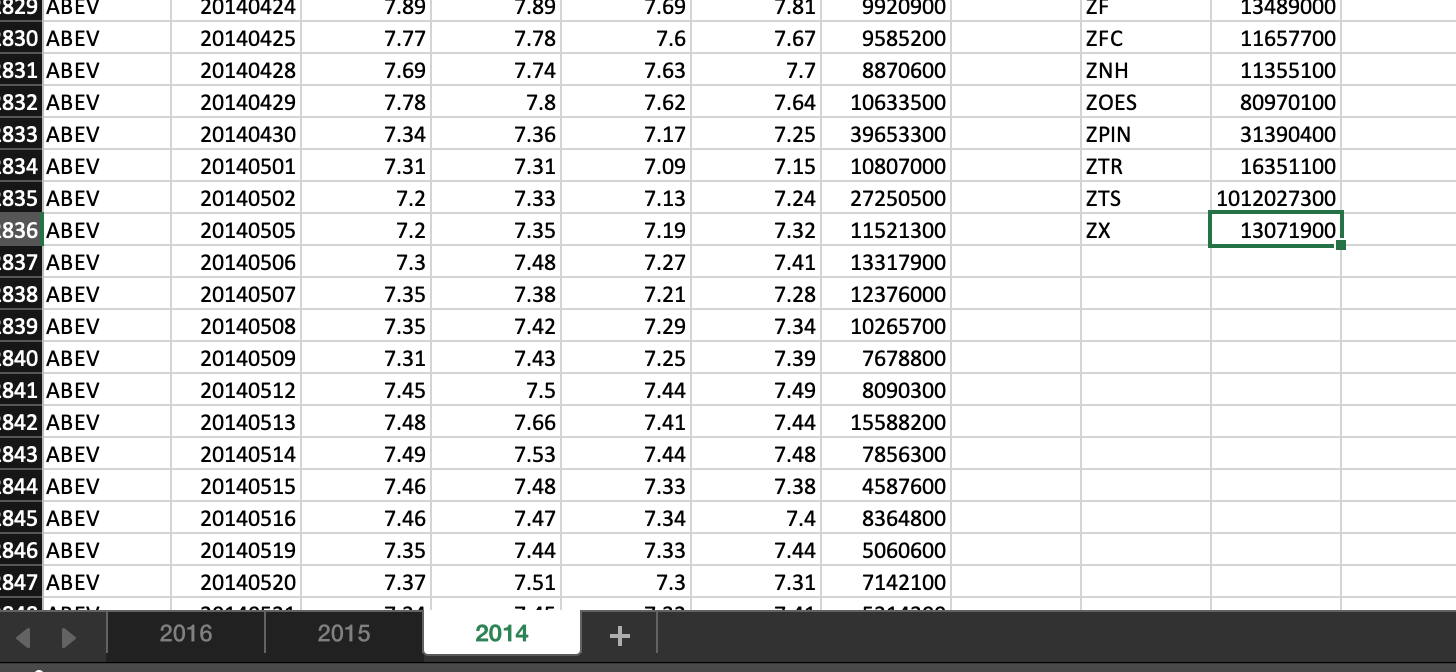 829 ABEV 20140424 7.89 7.89 7.69 7.81 9920900 ZF 13489000
830 ABEV 20140425 7.77 7.78 7.6 7.67 9585200 ZFC 11657700
831 ABEV 20140428 7.69 7.74 7.63 7.7 8870600 ZNH 11355100
832 ABEV 20140429 7.78 7.8 7.62 7.64 10633500 ZOES 80970100
833 ABEV 20140430 7.34 7.36 7.17 7.25 39653300 ZPIN 31390400
834 ABEV 20140501 7.31 7.31 7.09 7.15 10807000 ZTR 16351100
835 ABEV 20140502 7.2 7.33 7.13 7.24 27250500 ZTS 1012027300
836 ABEV 20140505 7.2 7.35 7.19 7.32 11521300 ZX 13071900
837 ABEV 20140506 7.3 7.48 7.27 7.41 13317900
838 ABEV 20140507 7.35 7.38 7.21 7.28 12376000
839 ABEV 20140508 7.35 7.42 7.29 7.34 10265700
840 ABEV 20140509 7.31 7.43 7.25 7.39 7678800
841 ABEV 20140512 7.45 7.5 7.44 7.49 8090300
842 ABEV 20140513 7.48 7.66 7.41 7.44 15588200
843 ABEV 20140514 7.49 7.53 7.44 7.48 7856300
844 ABEV 20140515 7.46 7.48 7.33 7.38 4587600
845 ABEV 20140516 7.46 7.47 7.34 7.4 8364800
846 ABEV 20140519 7.35 7.44 7.33 7.44 5060600
847 ABEV 20140520 7.37 7.51 7.3 7.31 7142100
2016 2015 2014 +